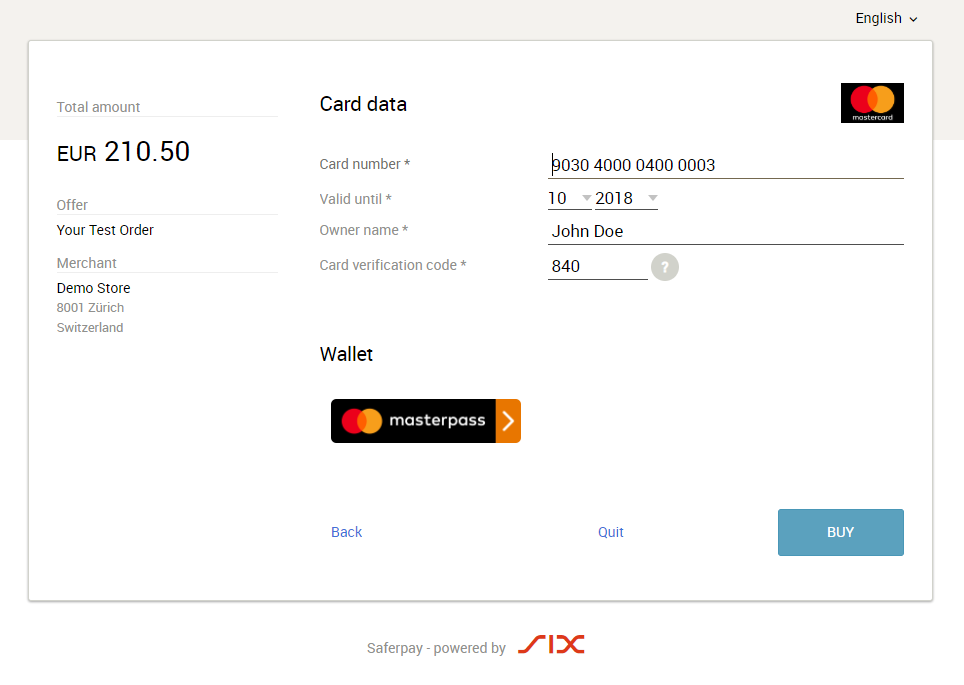 English
Total amount
EUR 210.50
Offer
Your Test Order
Merchant
Demo Store
8001 Zürich
Switzerland
Card data
mastercard
Card number *
9030 4000 0400 0003
Valid until *
10 2018
Owner name *
John Doe
Card verification code *
840 ?
Wallet
masterpass
Back
Quit
BUY
Saferpay - powered by SIX